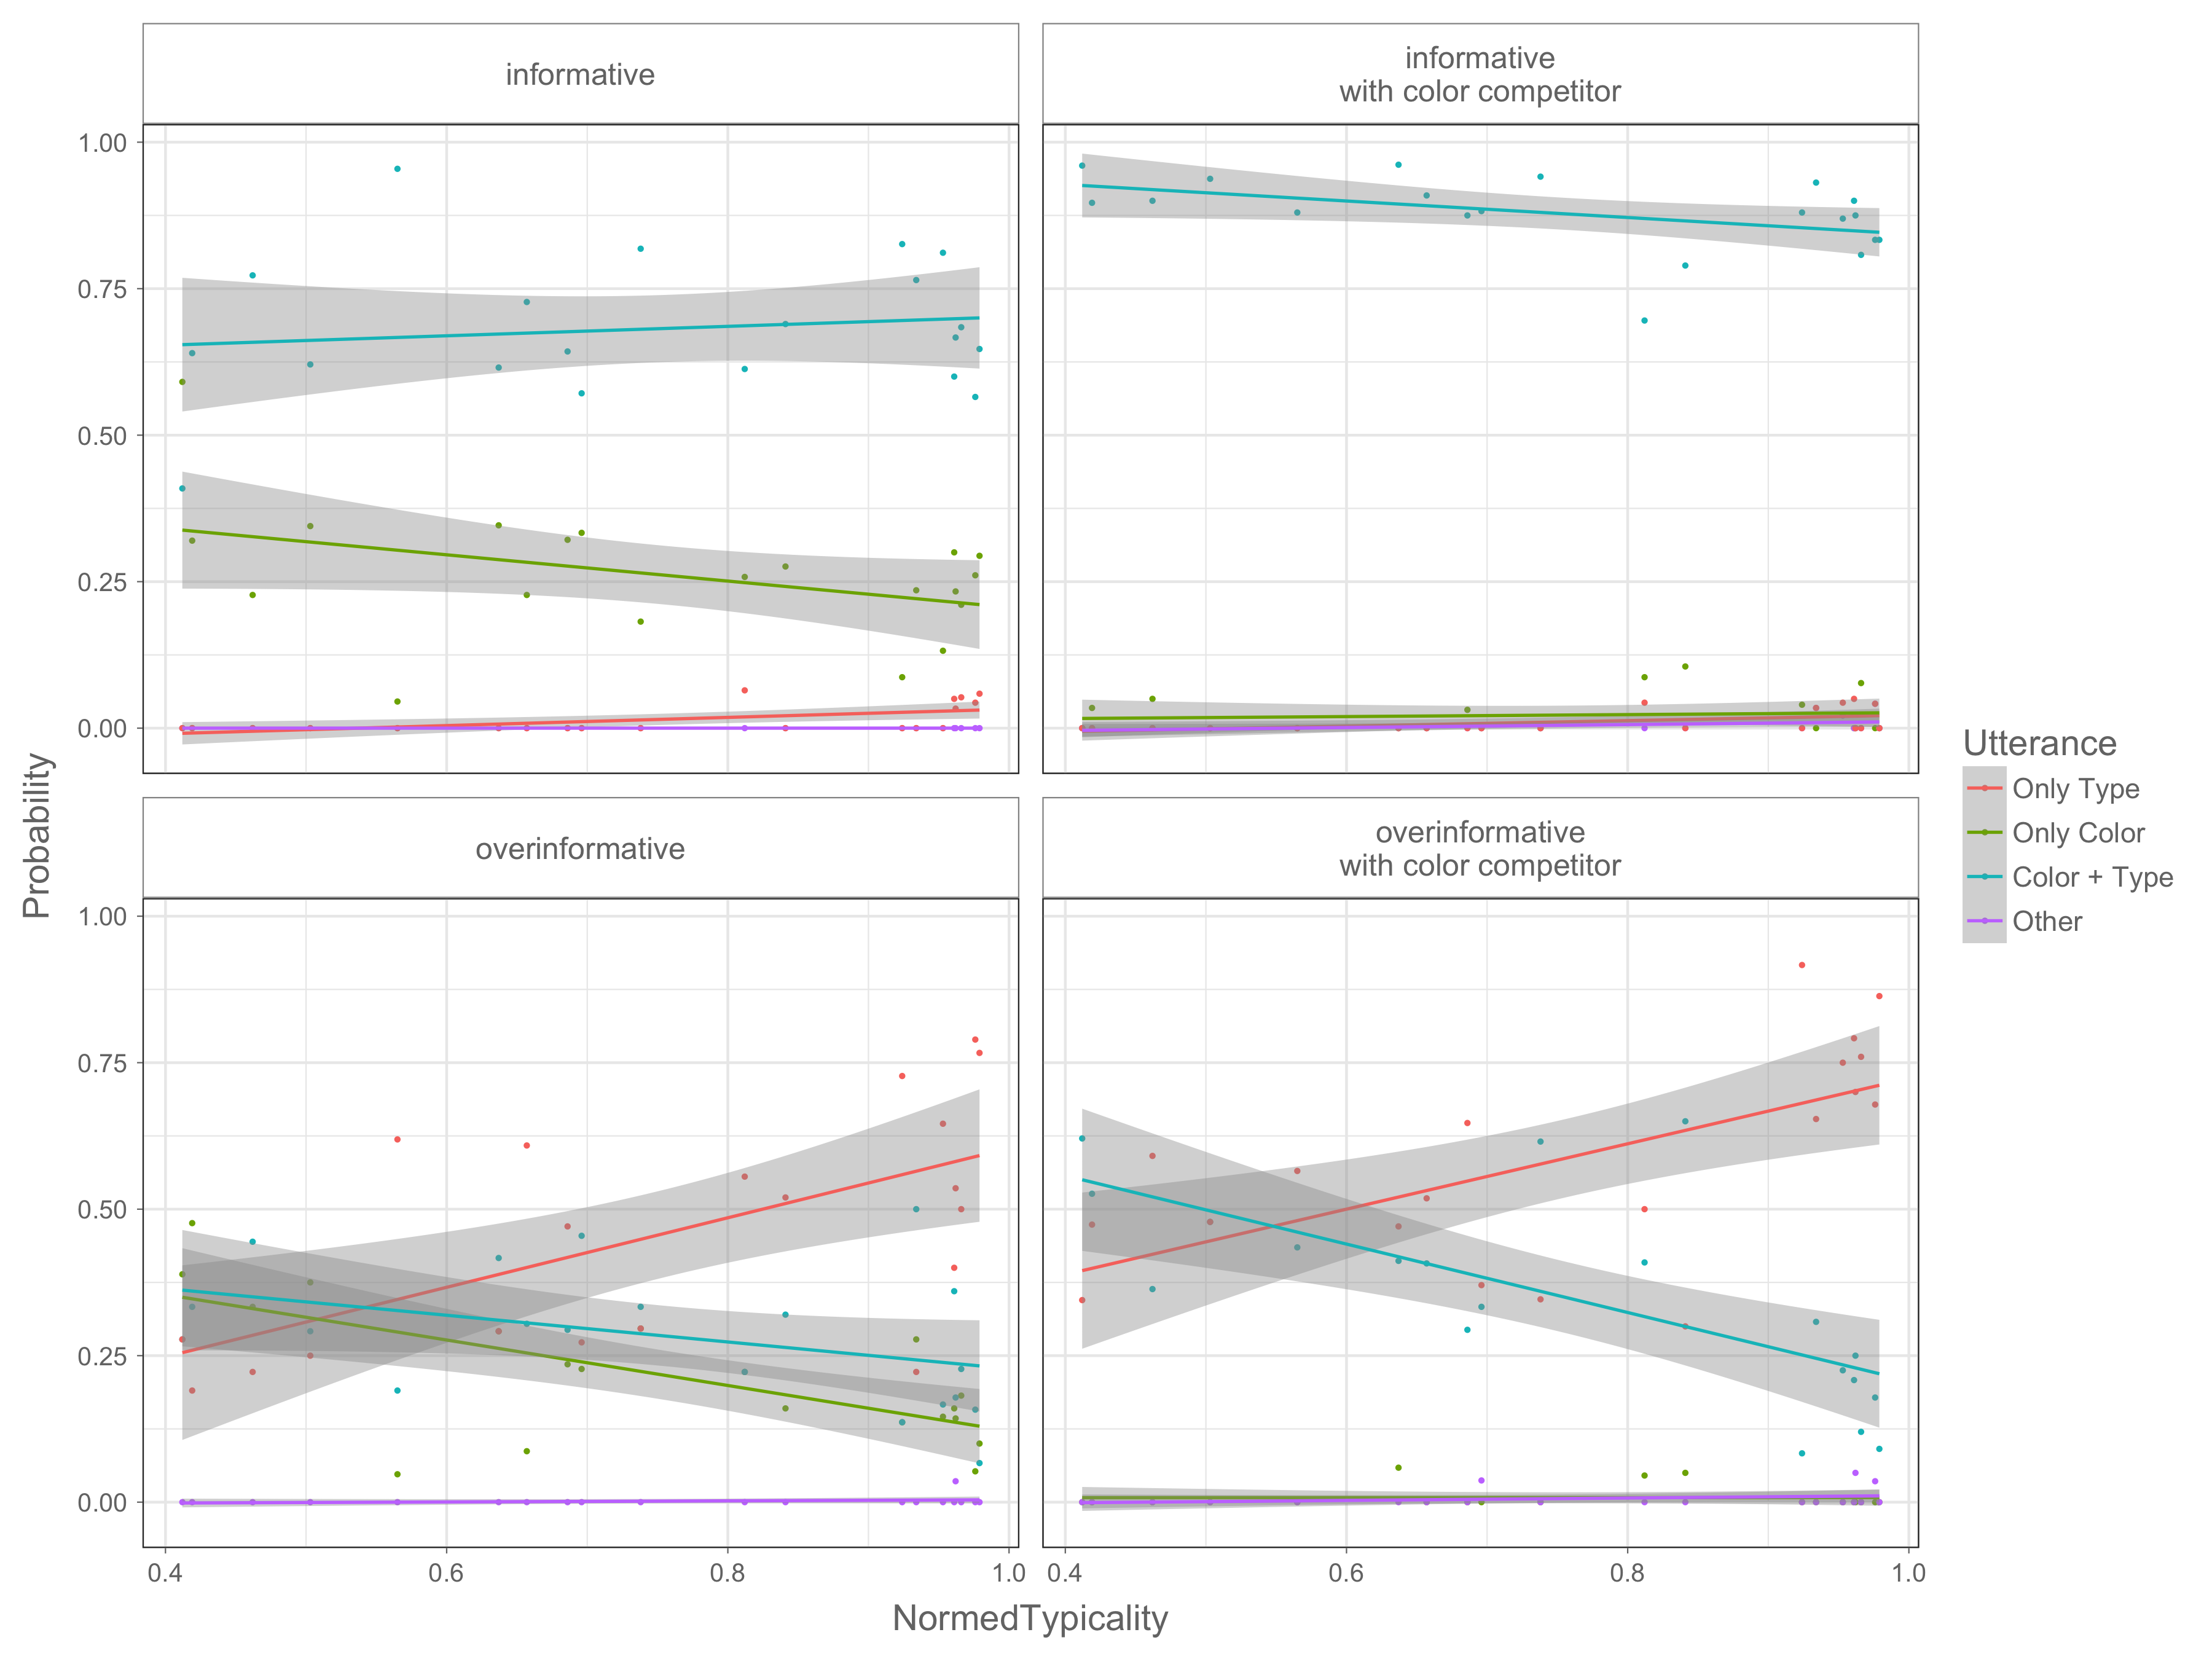 informative
informative
with color competitor
1.00
0.75
0.50
0.25
0.00
overinformative
overinformative
with color competitor
1.00
0.75
0.50
0.25
0.00
0.4
0.6
0.8
1.0
0.4
0.6
0.8
1.0
NormedTypicality
Probability
Utterance
Only Type
Only Color
Color + Type
Other